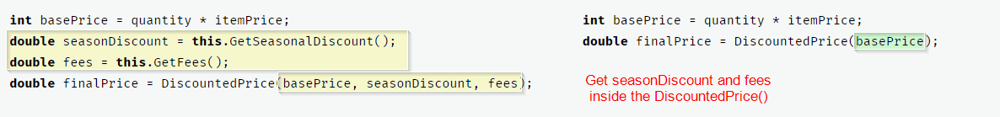 int basePrice = quantity * itemPrice;
double seasonDiscount = this.GetSeasonalDiscount();
double fees = this.GetFees();
double finalPrice = DiscountedPrice(basePrice, seasonDiscount, fees);
int basePrice = quantity * itemPrice;
double finalPrice = DiscountedPrice(basePrice);
Get seasonDiscount and fees
inside the DiscountedPrice()